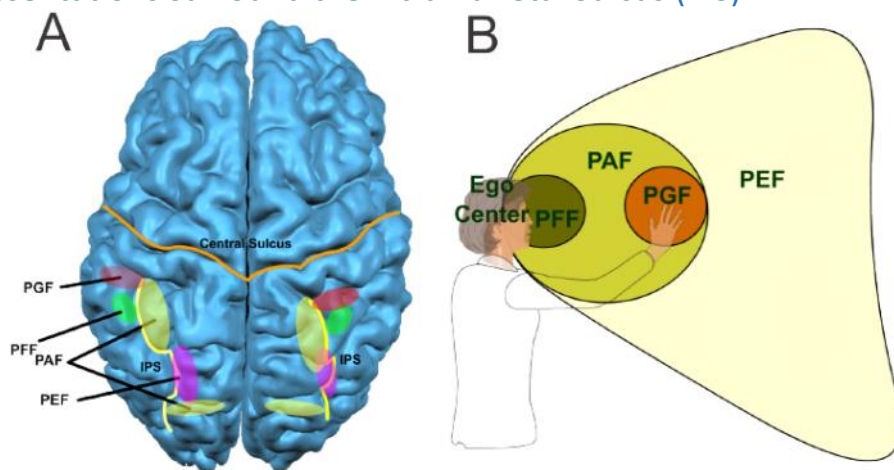 A
B
Central Sulcus
PGF
PFF
PAF
PEF
IPS
IPS
Ego
Center
PFF
PAF
PGF
PEF